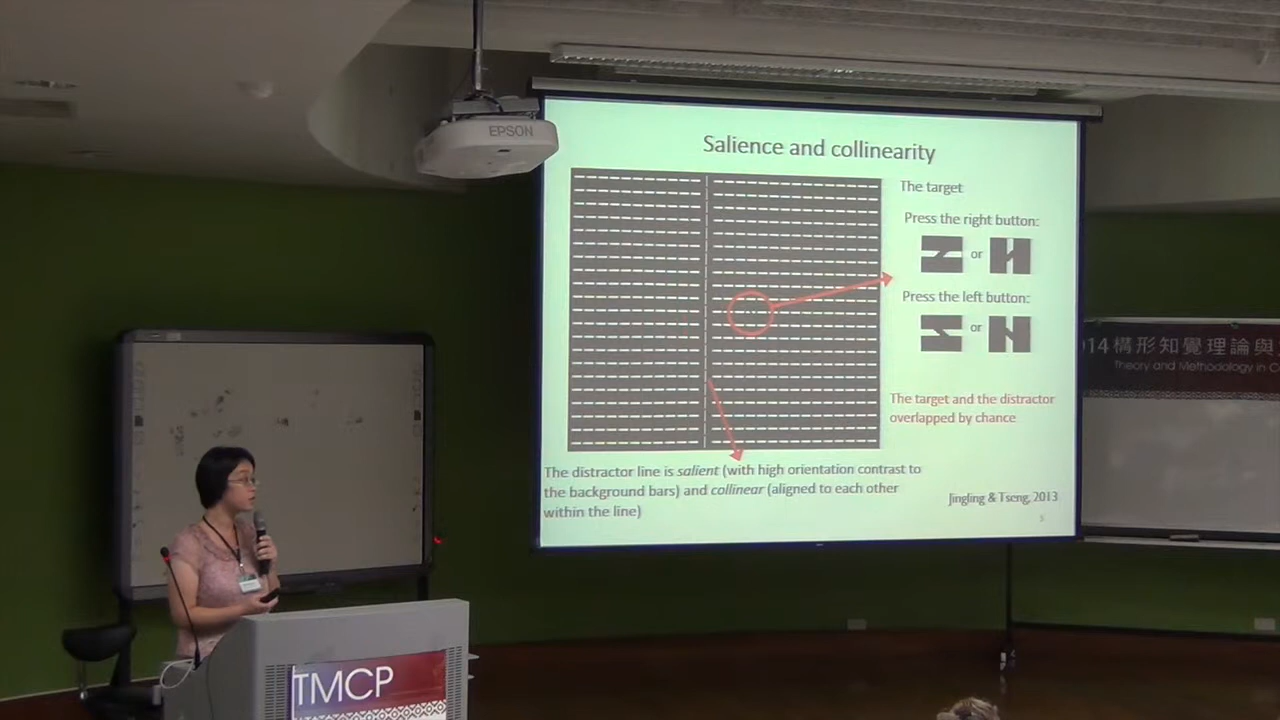 EPSON
Salience and collinearity
The target
Press the right button:
or
Press the left button:
or
The target and the distractor
overlapped by chance
The distractor line is salient (with high orientation contrast to
the background bars) and collinear (aligned to each other
within the line)
Jingling & Tseng, 2013
014 構形知覺理論與
Theory and Methodology in C
TMCP